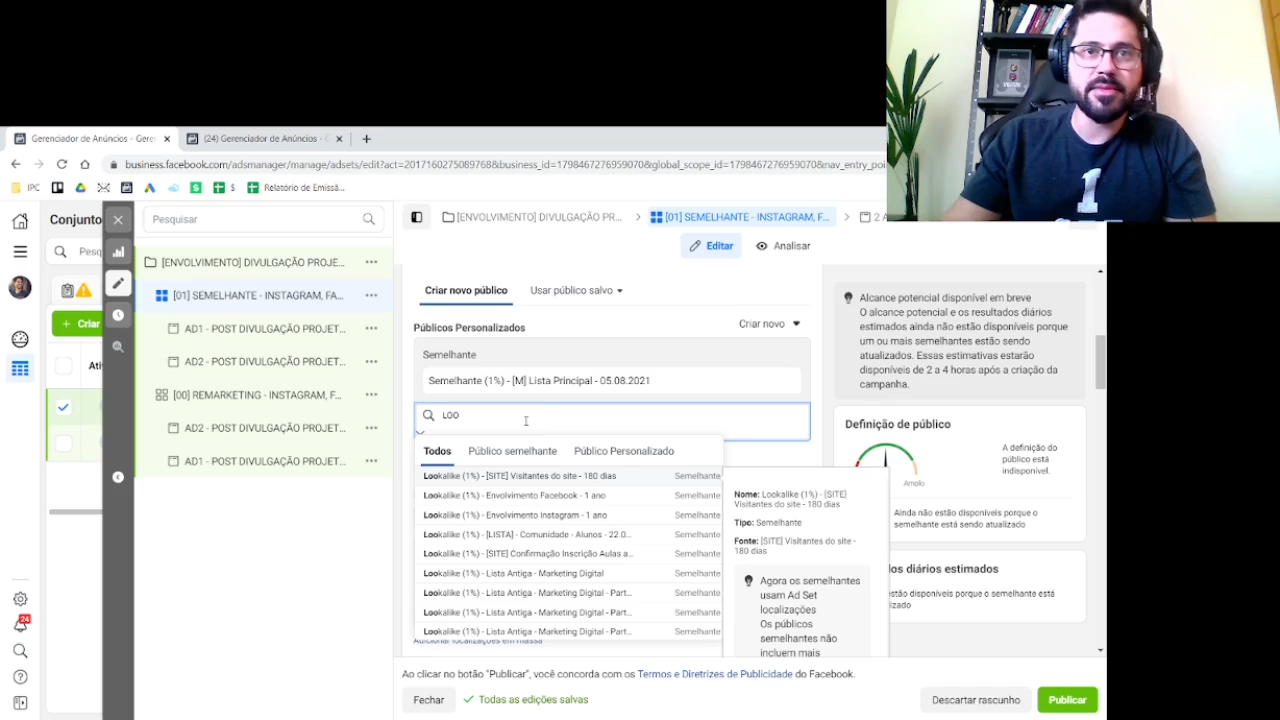 Gerenciador de Anúncios - Geren
(24) Gerenciador de Anúncios - G
business.facebook.com/adsmanager/manage/adsets/edit?act=2017160275089768&business_id=1798467276959070&global_scope_id=1798467276959070&nav_entry_poi
IPC
$
Relatório de Emissã...
Conjunto
Pesq
Criar
Ativ
24
Pesquisar
[ENVOLVIMENTO] DIVULGAÇÃO PROJE...
[01] SEMELHANTE - INSTAGRAM, FA...
AD1 - POST DIVULGAÇÃO PROJET...
AD2 - POST DIVULGAÇÃO PROJET...
[00] REMARKETING - INSTAGRAM, F...
AD2 - POST DIVULGAÇÃO PROJET...
AD1 - POST DIVULGAÇÃO PROJET...
[ENVOLVIMENTO] DIVULGAÇÃO PR...
[01] SEMELHANTE - INSTAGRAM, F...
2 A
Editar
Analisar
Criar novo público
Usar público salvo
Públicos Personalizados
Criar novo
Semelhante
Semelhante (1%) - [M] Lista Principal - 05.08.2021
LOO
Todos
Público semelhante
Público Personalizado
Lookalike (1%) - [SITE] Visitantes do site - 180 dias Semelhante
Lookalike (1%) - Envolvimento Facebook - 1 ano Semelhante
Lookalike (1%) - Envolvimento Instagram - 1 ano Semelhante
Lookalike (1%) - [LISTA] - Comunidade - Alunos - 22.0... Semelhante
Lookalike (1%) - [SITE] Confirmação Inscrição Aulas a... Semelhante
Lookalike (1%) - Lista Antiga - Marketing Digital Semelhante
Lookalike (1%) - Lista Antiga - Marketing Digital - Part... Semelhante
Lookalike (1%) - Lista Antiga - Marketing Digital - Part... Semelhante
Lookalike (1%) - Lista Antiga - Marketing Digital - Part... Semelhante
Adicionar localizações em massa
Nome: Lookalike (1%) - [SITE]
Visitantes do site - 180 dias
Tipo: Semelhante
Fonte: [SITE] Visitantes do site -
180 dias
Agora os semelhantes
usam Ad Set
localizações
Os públicos
semelhantes não
incluem mais
Alcance potencial disponível em breve
O alcance potencial e os resultados diários
estimados ainda não estão disponíveis porque
um ou mais semelhantes estão sendo
atualizados. Essas estimativas estarão
disponíveis de 2 a 4 horas após a criação da
campanha.
Definição de público
A definição do
público está
indisponível.
Amplo
Ainda não estão disponíveis porque o
semelhante está sendo atualizado
dos diários estimados
stão disponíveis porque o semelhante está
izado
Ao clicar no botão "Publicar", você concorda com os Termos e Diretrizes de Publicidade do Facebook.
Fechar
Todas as edições salvas
Descartar rascunho
Publicar
1